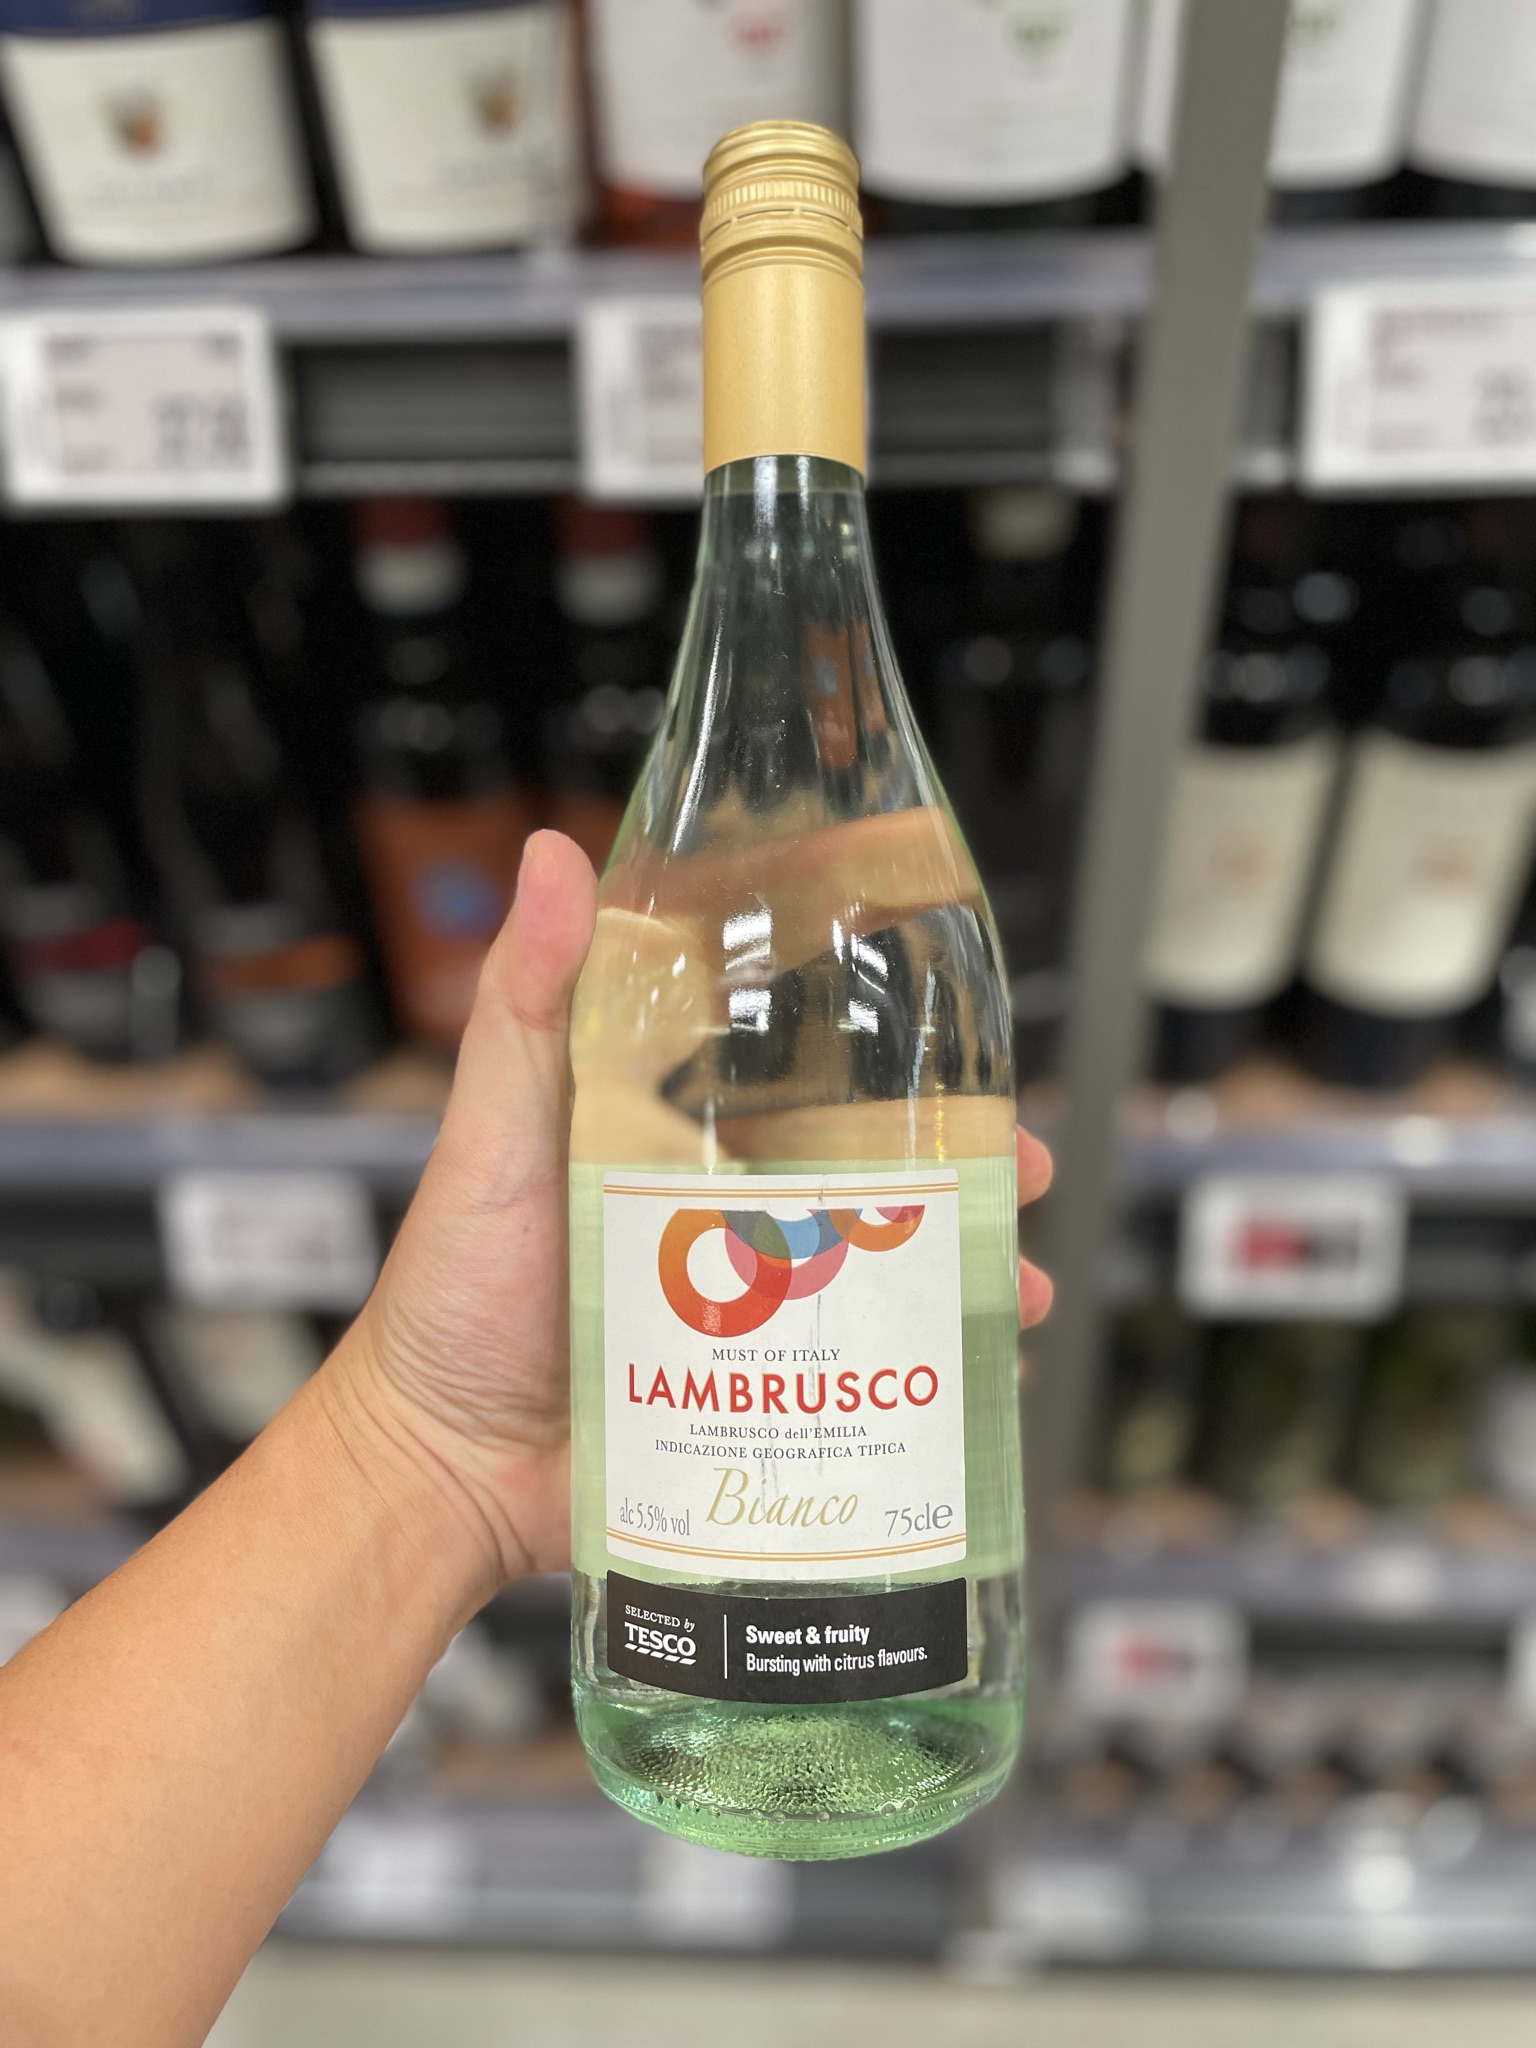 MUST OF ITALY
LAMBRUSCO
LAMBRUSCO dell'EMILIA
INDICAZIONE GEOGRAFICA TIPICA
Bianco
alc 5.5% vol
75cl e
SELECTED by
TESCO
Sweet & fruity
Bursting with citrus flavours.